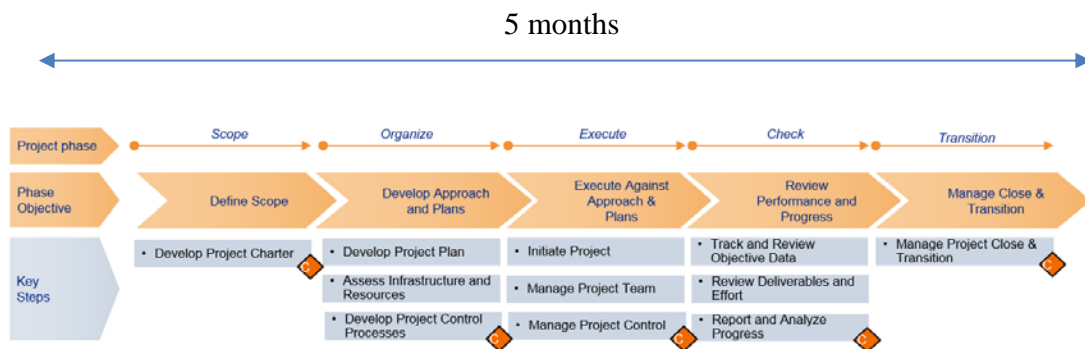 5 months
Project phase
Scope
Organize
Execute
Check
Transition
Phase
Objective
Define Scope
Develop Approach
and Plans
Execute Against
Approach &
Plans
Review
Performance and
Progress
Manage Close &
Transition
Key
Steps
• Develop Project Charter
C
• Develop Project Plan
• Assess Infrastructure and
Resources
• Develop Project Control
Processes
C
• Initiate Project
• Manage Project Team
• Manage Project Control
C
• Track and Review
Objective Data
• Review Deliverables and
Effort
• Report and Analyze
Progress
C
• Manage Project Close &
Transition
C